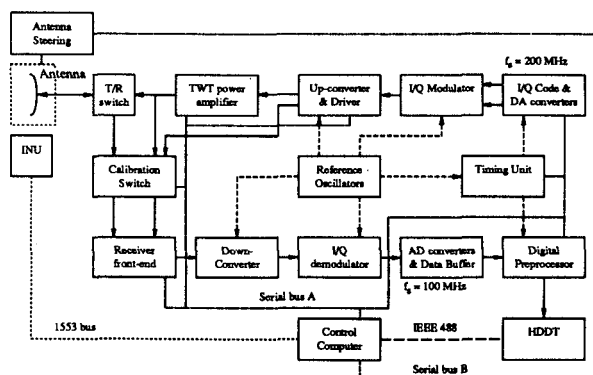 Antenna
Steering
Antenna
T/R
switch
TWT power
amplifier
Up-converter
& Driver
I/Q Modulator
fs = 200 MHz
I/Q Code &
DA converters
INU
Calibration
Switch
Reference
Oscillators
Timing Unit
Receiver
front-end
Down-
Converter
I/Q
demodulator
AD converters
& Data Buffer
Digital
Preprocessor
fs = 100 MHz
Serial bus A
1553 bus
Control
Computer
IEEE 488
HDDT
Serial bus B